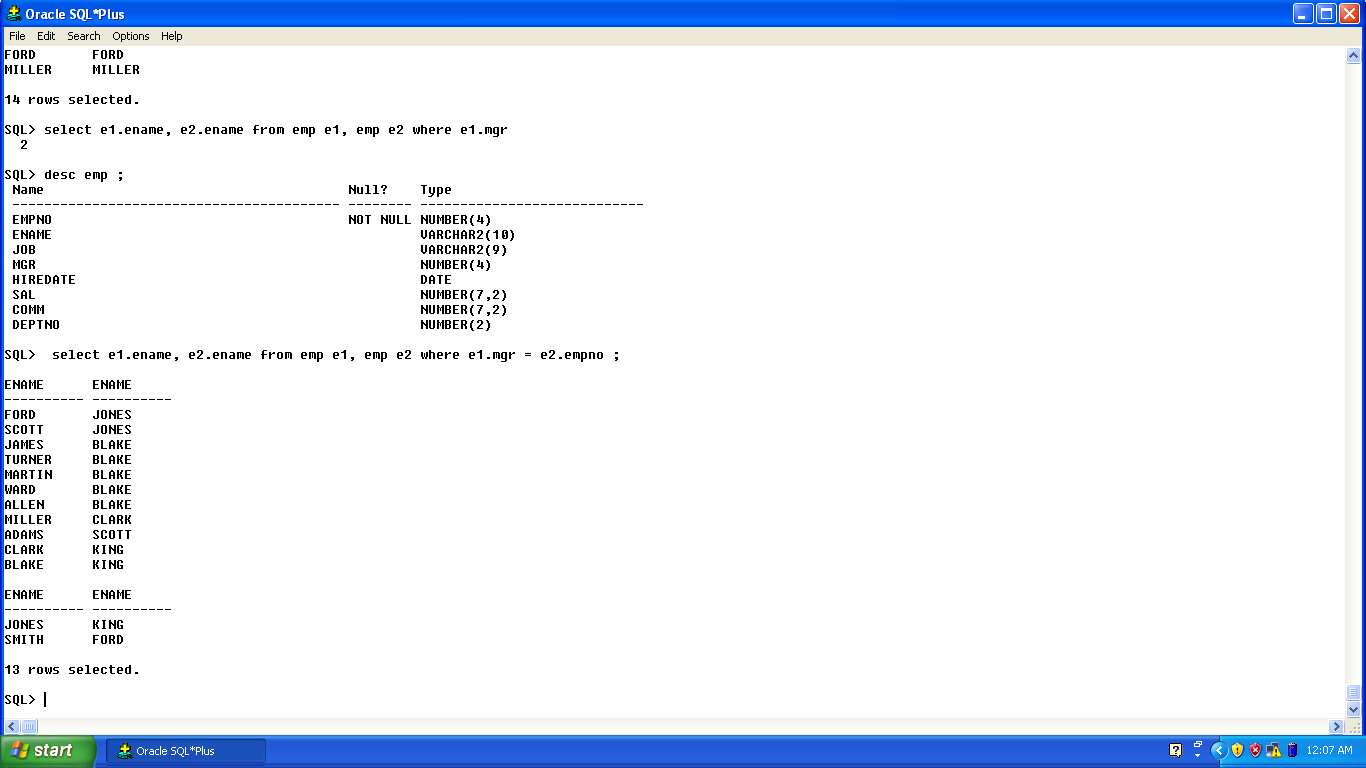 Oracle SQL*Plus
File Edit Search Options Help
FORD       FORD
MILLER     MILLER
14 rows selected.
SQL> select e1.ename, e2.ename from emp e1, emp e2 where e1.mgr
  2
SQL> desc emp ;
 Name                                      Null?    Type
 ----------------------------------------- -------- ----------------------------
 EMPNO                                     NOT NULL NUMBER(4)
 ENAME                                              VARCHAR2(10)
 JOB                                                VARCHAR2(9)
 MGR                                                NUMBER(4)
 HIREDATE                                           DATE
 SAL                                                NUMBER(7,2)
 COMM                                               NUMBER(7,2)
 DEPTNO                                             NUMBER(2)
SQL>  select e1.ename, e2.ename from emp e1, emp e2 where e1.mgr = e2.empno ;
ENAME      ENAME
---------- ----------
FORD       JONES
SCOTT      JONES
JAMES      BLAKE
TURNER     BLAKE
MARTIN     BLAKE
WARD       BLAKE
ALLEN      BLAKE
MILLER     CLARK
ADAMS      SCOTT
CLARK      KING
BLAKE      KING
ENAME      ENAME
---------- ----------
JONES      KING
SMITH      FORD
13 rows selected.
SQL>
start Oracle SQL*Plus 12:07 AM